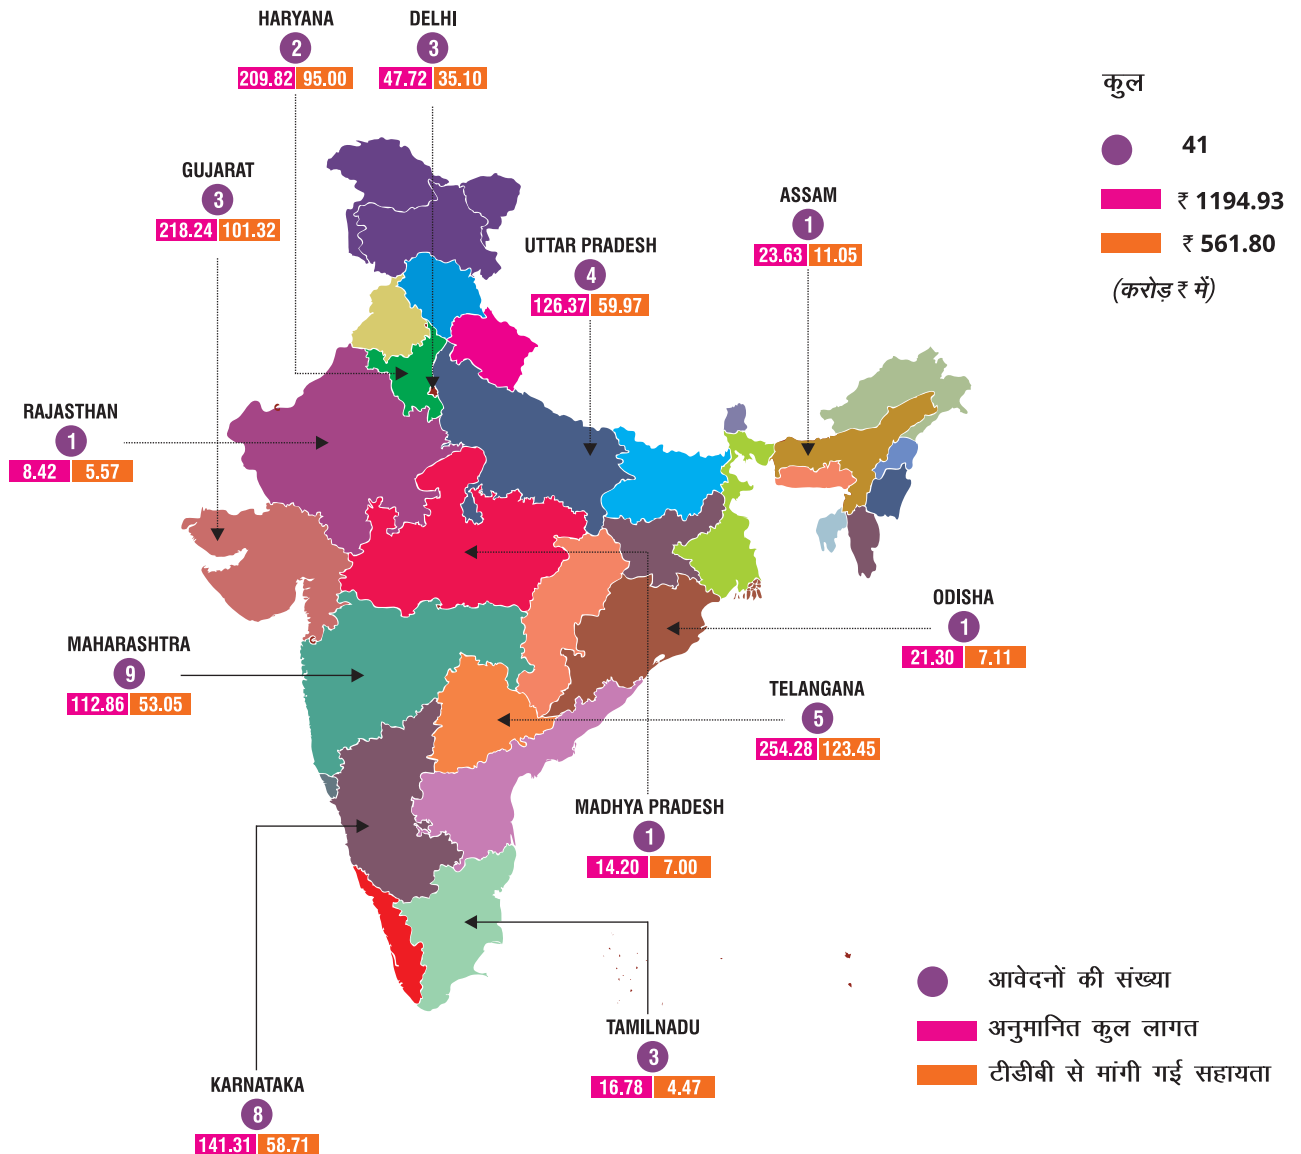 HARYANA
2
209.82 95.00
DELHI
3
47.72 35.10
कुल
41
₹ 1194.93
₹ 561.80
(करोड़ ₹ में)
GUJARAT
3
218.24 101.32
ASSAM
1
23.63 11.05
UTTAR PRADESH
4
126.37 59.97
RAJASTHAN
1
8.42 5.57
ODISHA
1
21.30 7.11
MAHARASHTRA
9
112.86 53.05
TELANGANA
5
254.28 123.45
MADHYA PRADESH
1
14.20 7.00
TAMILNADU
3
16.78 4.47
KARNATAKA
8
141.31 58.71
आवेदनों की संख्या
अनुमानित कुल लागत
टीडीबी से मांगी गई सहायता